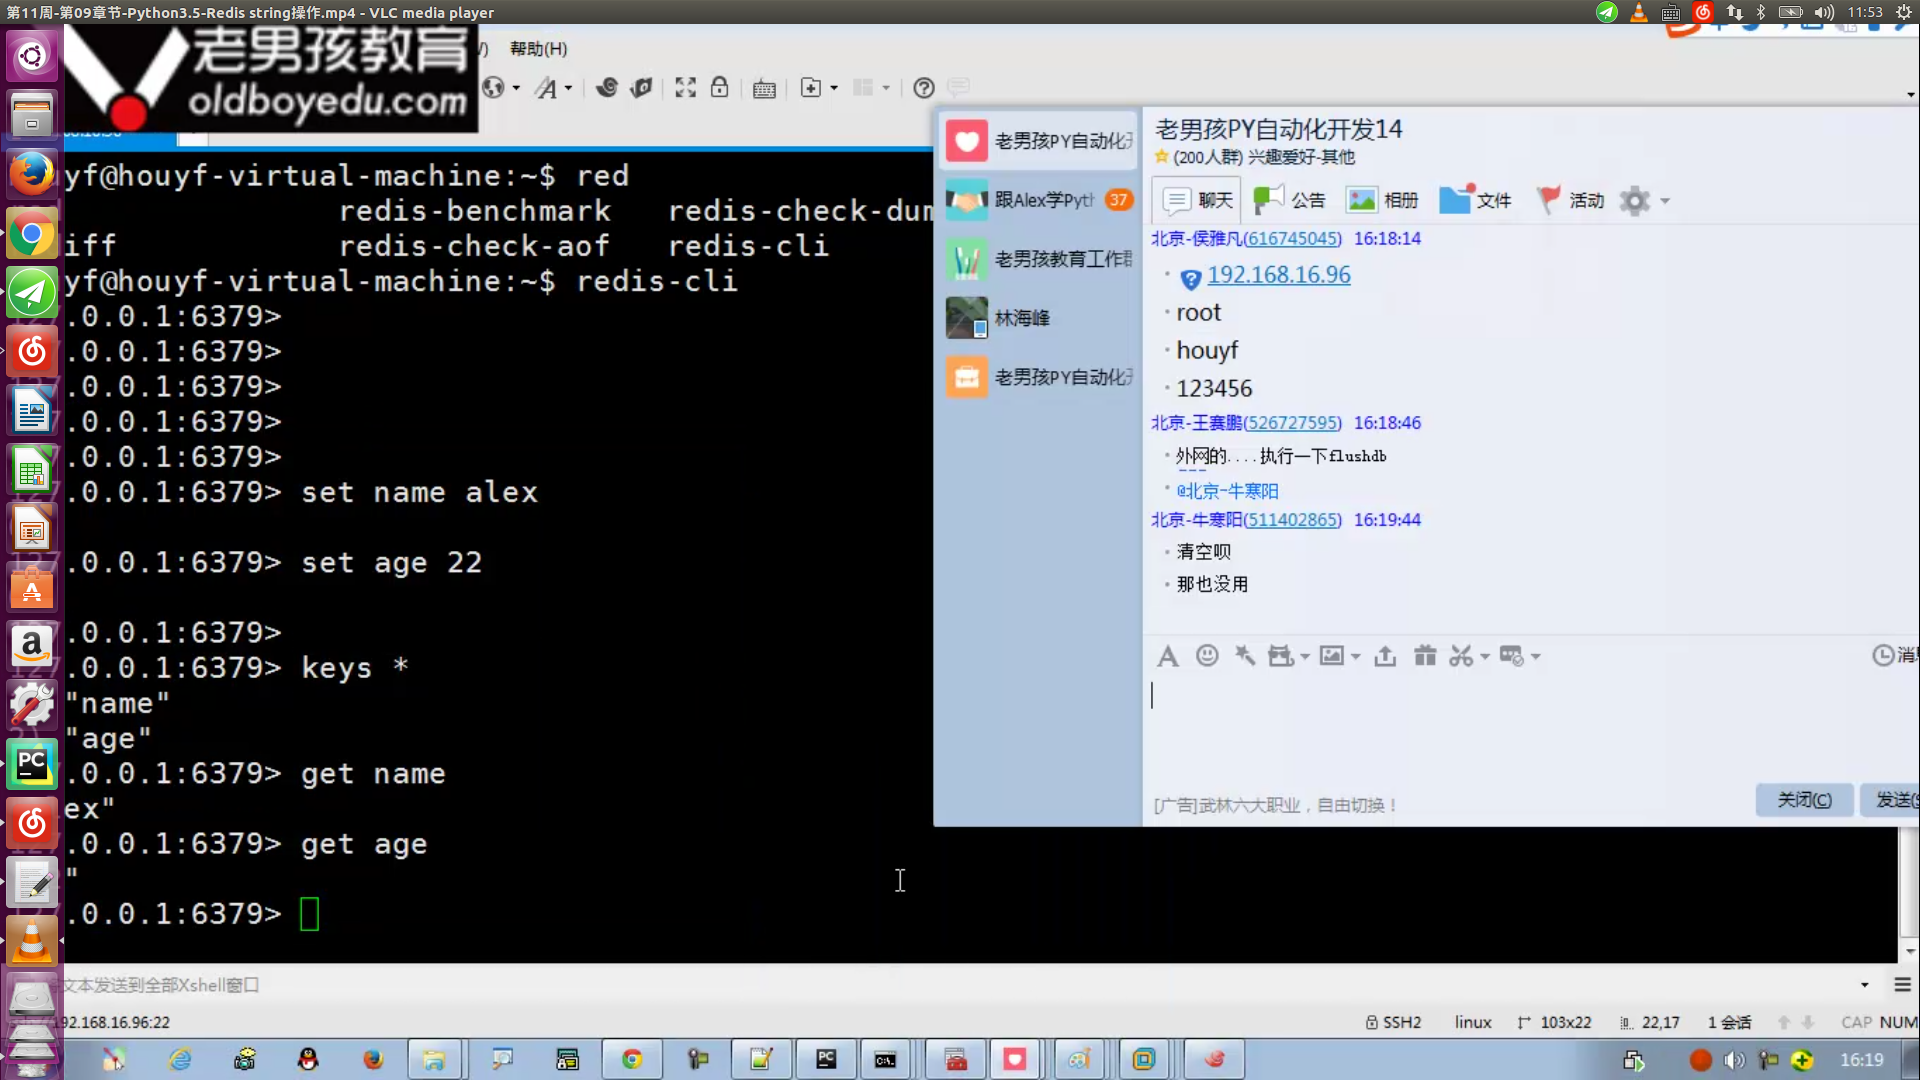 第11周-第09章节-Python3.5-Redis string操作.mp4 - VLC media player
11:53
老男孩教育
oldboyedu.com
帮助(H)
yf@houyf-virtual-machine:~$ red
redis-benchmark redis-check-dum
iff redis-check-aof redis-cli
yf@houyf-virtual-machine:~$ redis-cli
.0.0.1:6379>
.0.0.1:6379>
.0.0.1:6379>
.0.0.1:6379>
.0.0.1:6379>
.0.0.1:6379> set name alex
.0.0.1:6379> set age 22
.0.0.1:6379>
.0.0.1:6379> keys *
"name"
"age"
.0.0.1:6379> get name
ex"
.0.0.1:6379> get age
"
.0.0.1:6379>
老男孩PY自动化开
跟Alex学Pyth 37
老男孩教育工作群
林海峰
老男孩PY自动化开
老男孩PY自动化开发14
(200人群) 兴趣爱好-其他
聊天 公告 相册 文件 活动
北京-侯雅凡(616745045) 16:18:14
192.168.16.96
root
houyf
123456
北京-王赛鹏(526727595) 16:18:46
外网的....执行一下flushdb
@北京-牛寒阳
北京-牛寒阳(511402865) 16:19:44
清空呗
那也没用
消息
[广告]武林六大职业，自由切换！
关闭(C) 发送(S
文本发送到全部Xshell窗口
192.168.16.96:22
SSH2 linux 103x22 22,17 1 会话 CAP NUM
16:19